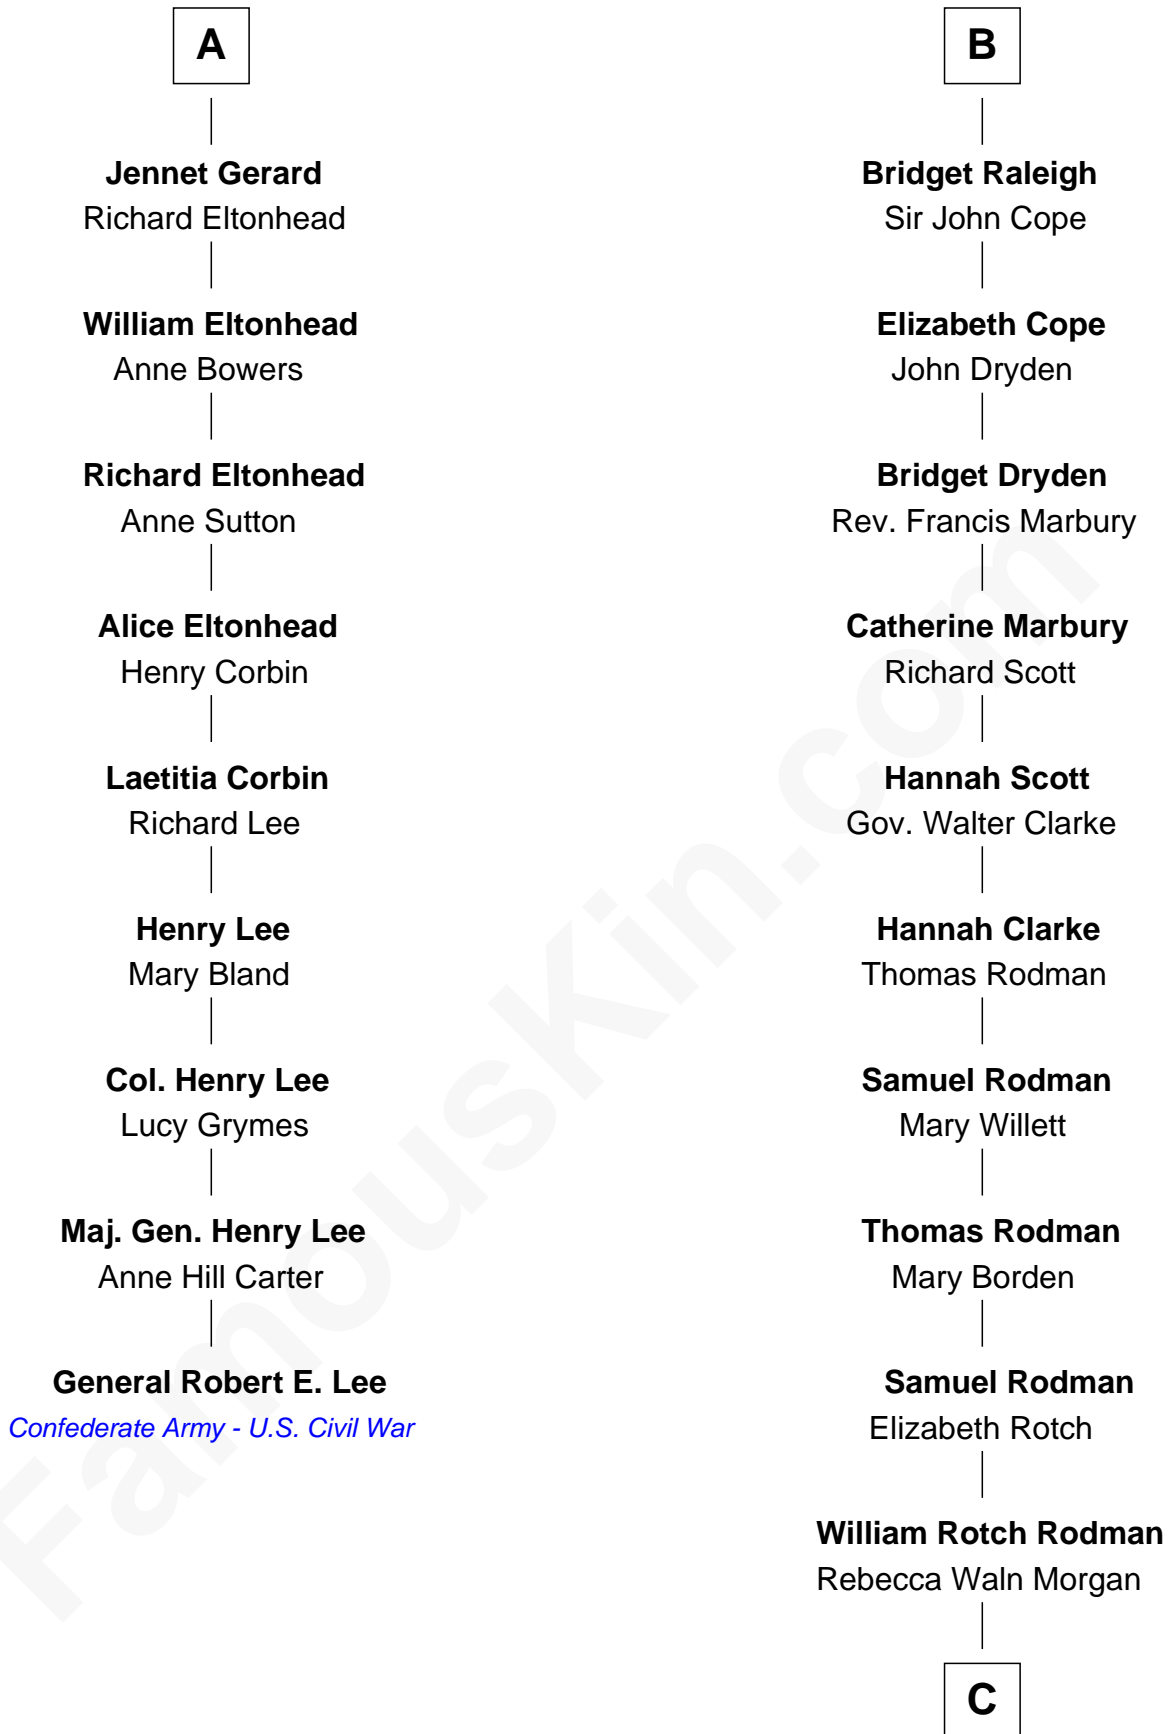 A
Jennet Gerard
Richard Eltonhead
William Eltonhead
Anne Bowers
Richard Eltonhead
Anne Sutton
Alice Eltonhead
Henry Corbin
Laetitia Corbin
Richard Lee
Henry Lee
Mary Bland
Col. Henry Lee
Lucy Grymes
Maj. Gen. Henry Lee
Anne Hill Carter
General Robert E. Lee
Confederate Army - U.S. Civil War
B
Bridget Raleigh
Sir John Cope
Elizabeth Cope
John Dryden
Bridget Dryden
Rev. Francis Marbury
Catherine Marbury
Richard Scott
Hannah Scott
Gov. Walter Clarke
Hannah Clarke
Thomas Rodman
Samuel Rodman
Mary Willett
Thomas Rodman
Mary Borden
Samuel Rodman
Elizabeth Rotch
William Rotch Rodman
Rebecca Waln Morgan
C
FamousKin.com